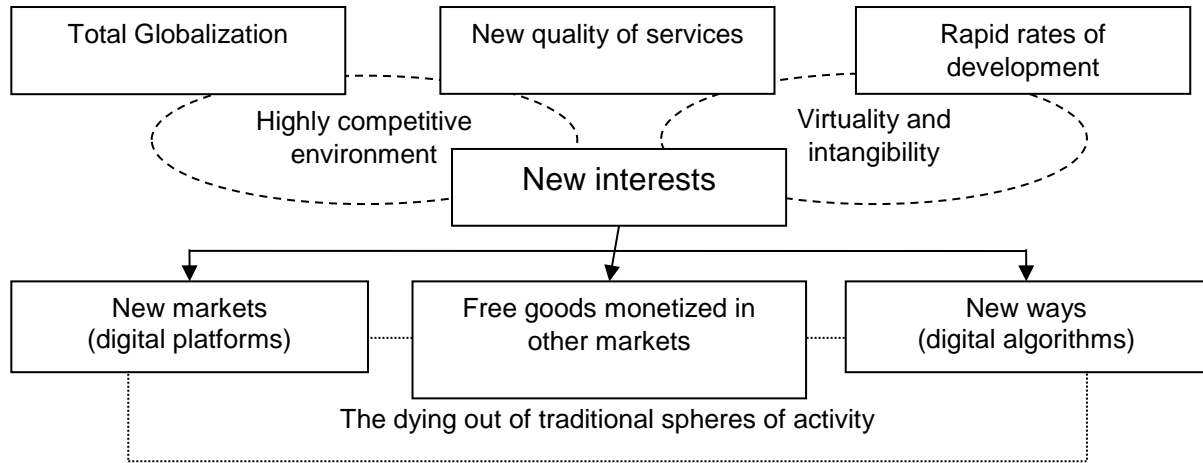 Total Globalization
New quality of services
Rapid rates of
development
Highly competitive
environment
Virtuality and
intangibility
New interests
New markets
(digital platforms)
Free goods monetized in
other markets
New ways
(digital algorithms)
The dying out of traditional spheres of activity